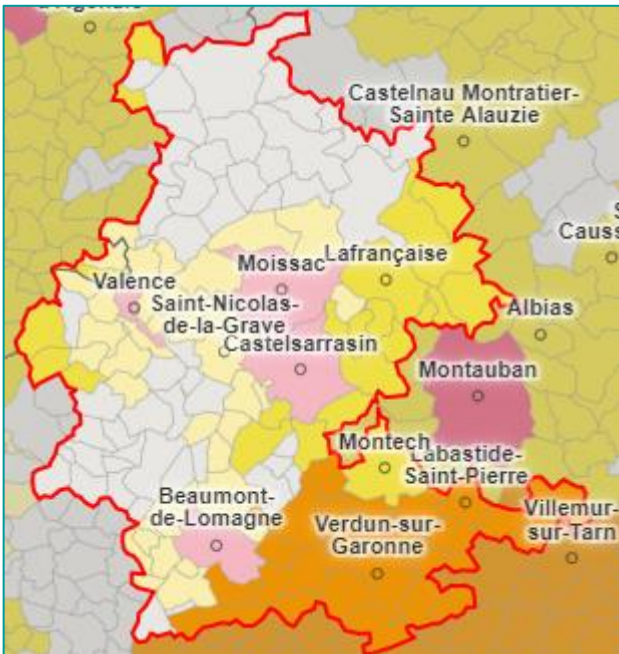 Castelnau Montratier-
Sainte Alauzie
Causs
Lafrançaise
Moissac
Valence
Saint-Nicolas-
de-la-Grave
Albias
Castelsarrasin
Montauban
Montech
Labastide-
Saint-Pierre
Beaumont-
de-Lomagne
Verdun-sur-
Garonne
Villemur-
sur-Tarn